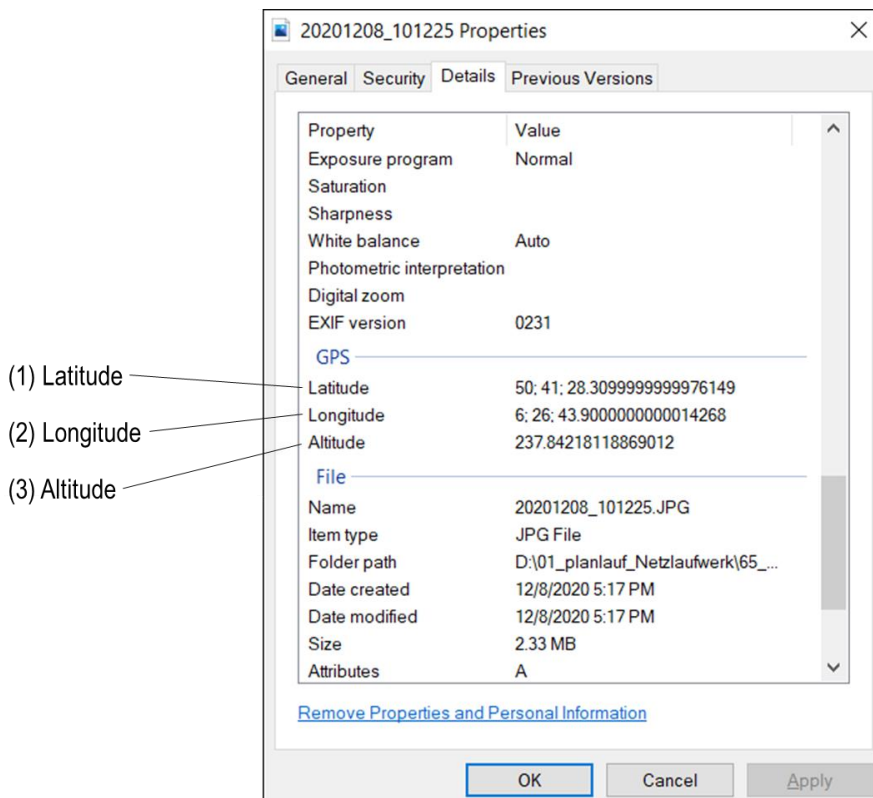 20201208_101225 Properties
General Security Details Previous Versions
Property Value
Exposure program Normal
Saturation
Sharpness
White balance Auto
Photometric interpretation
Digital zoom
EXIF version 0231
GPS
(1) Latitude
Latitude 50; 41; 28.3099999999976149
(2) Longitude
Longitude 6; 26; 43.9000000000014268
(3) Altitude
Altitude 237.84218118869012
File
Name 20201208_101225.JPG
Item type JPG File
Folder path D:\01_planlauf_Netzlaufwerk\65_...
Date created 12/8/2020 5:17 PM
Date modified 12/8/2020 5:17 PM
Size 2.33 MB
Attributes A
Remove Properties and Personal Information
OK Cancel Apply